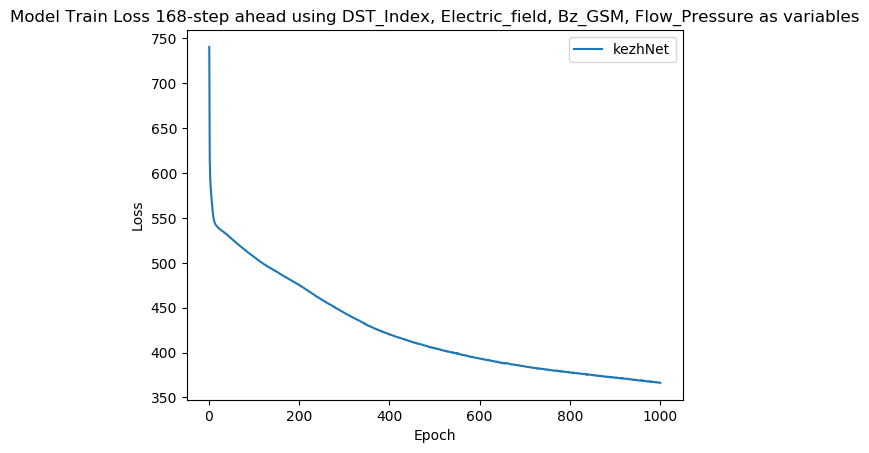 Model Train Loss 168-step ahead using DST_Index, Electric_field, Bz_GSM, Flow_Pressure as variables
kezhNet
750
700
650
600
550
500
450
400
350
Loss
0 200 400 600 800 1000
Epoch